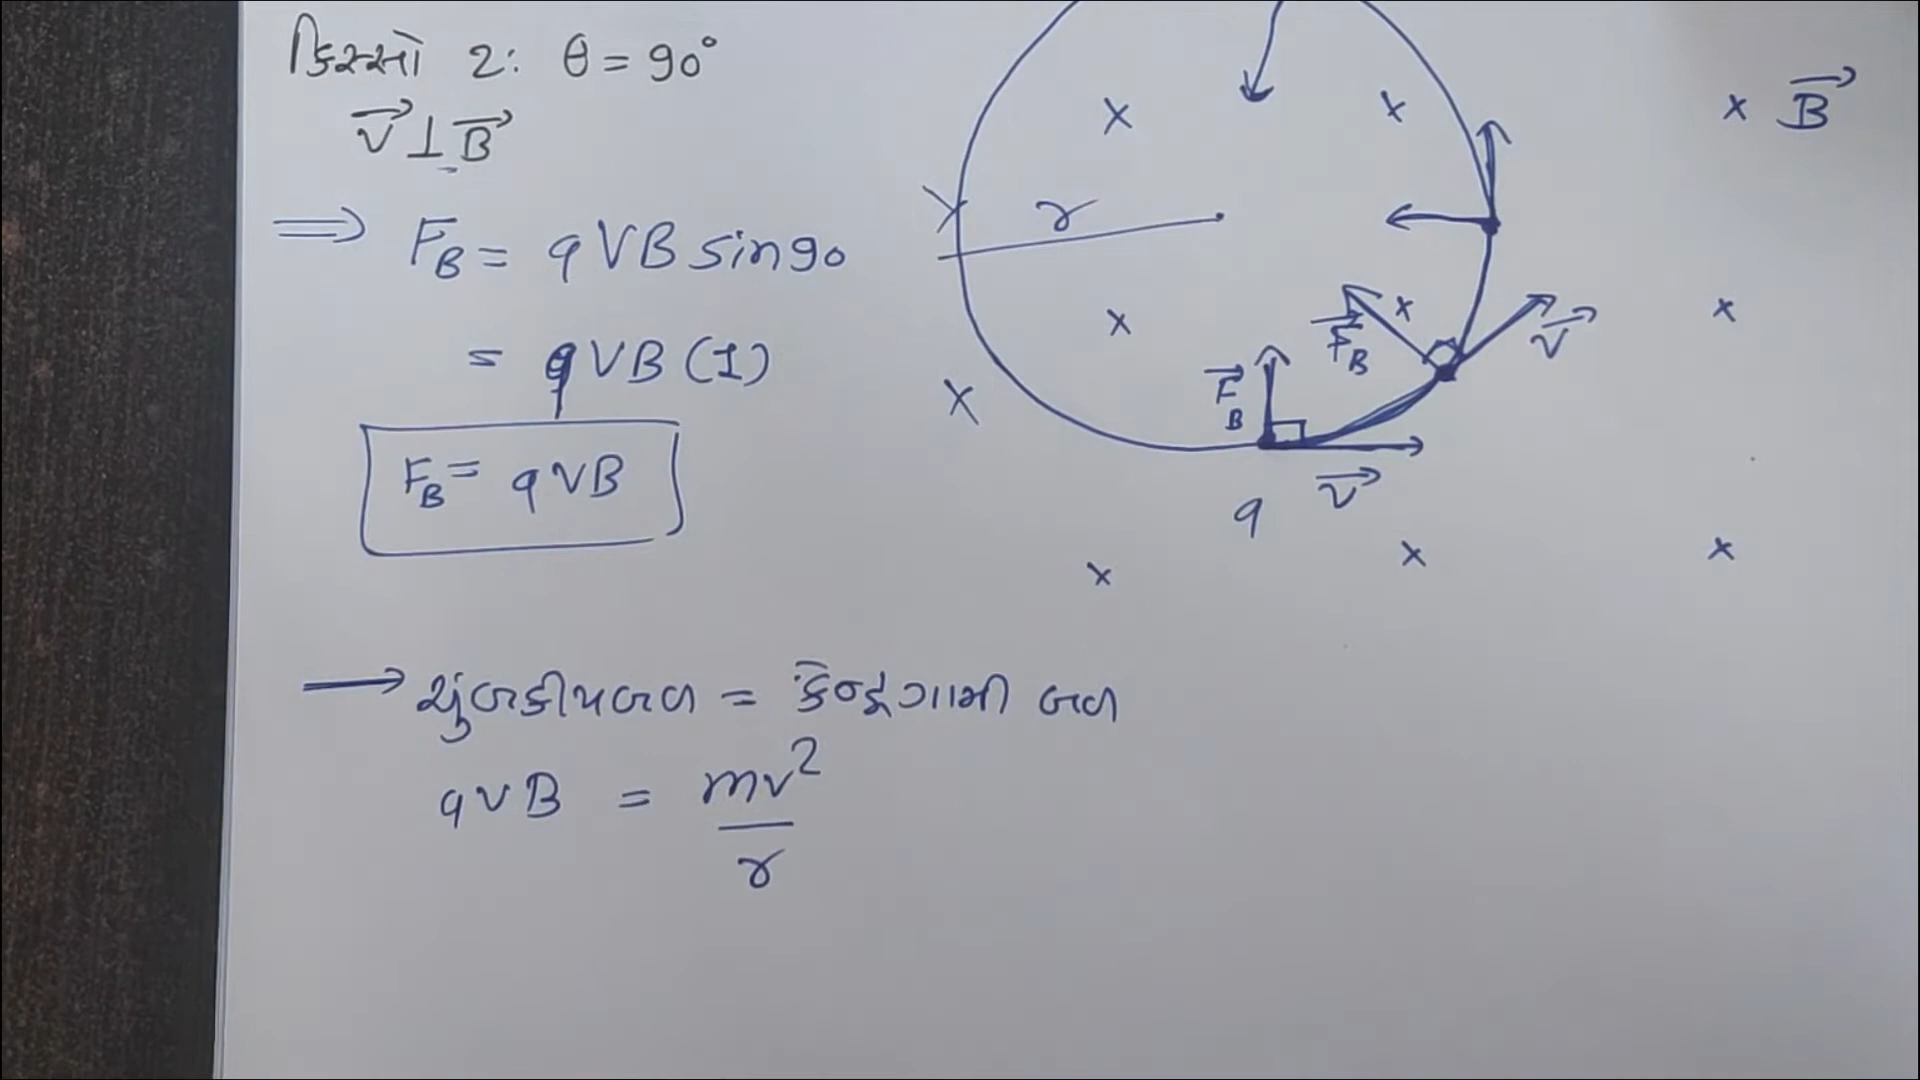 કિસ્સો 2: θ = 90°
v⃗ ⊥ B⃗
⇒ F_B = qVB sin90
= qVB (1)
F_B = qVB
→ ચુંબકીયબળ = કેન્દ્રગામી બળ
qvB = mv²/r
× B⃗
r
F⃗_B
v⃗
F⃗_B
v⃗
q